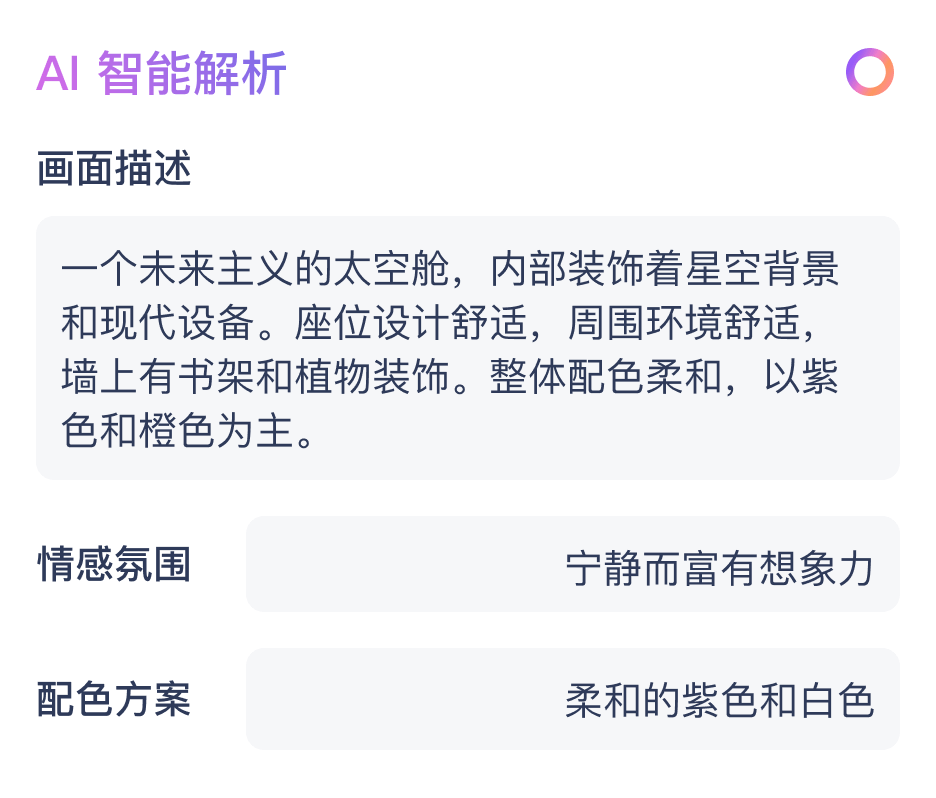 AI 智能解析
画面描述
一个未来主义的太空舱，内部装饰着星空背景
和现代设备。座位设计舒适，周围环境舒适，
墙上有书架和植物装饰。整体配色柔和，以紫
色和橙色为主。
情感氛围
宁静而富有想象力
配色方案
柔和的紫色和白色